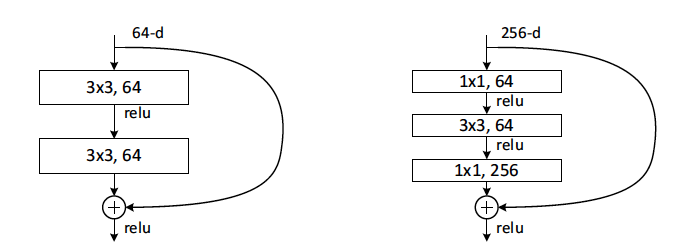 64-d
3x3, 64
relu
3x3, 64
relu
256-d
1x1, 64
relu
3x3, 64
relu
1x1, 256
relu